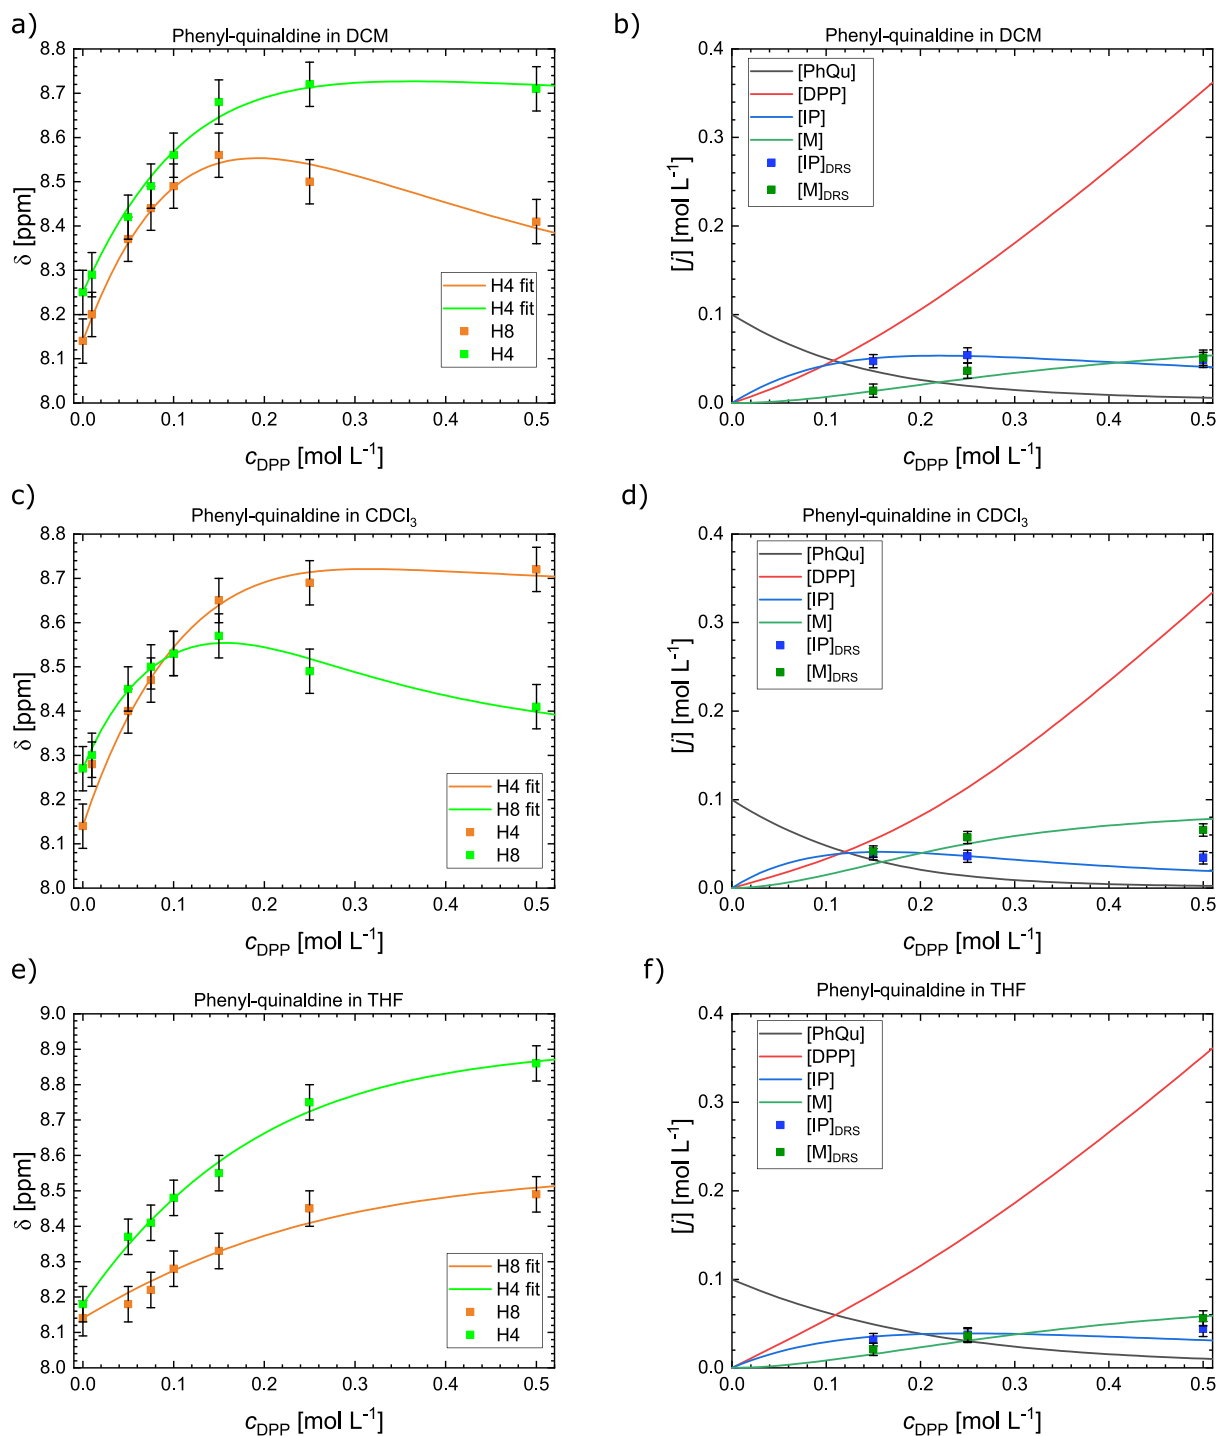 a)
Phenyl-quinaldine in DCM
8.8
8.7
8.6
8.5
8.4
8.3
8.2
8.1
8.0
δ [ppm]
H4 fit
H4 fit
H8
H4
0.0 0.1 0.2 0.3 0.4 0.5
cDPP [mol L-1]
b)
Phenyl-quinaldine in DCM
0.4
0.3
0.2
0.1
0.0
[j] [mol L-1]
[PhQu]
[DPP]
[IP]
[M]
[IP]DRS
[M]DRS
0.0 0.1 0.2 0.3 0.4 0.5
cDPP [mol L-1]
c)
Phenyl-quinaldine in CDCl3
8.8
8.7
8.6
8.5
8.4
8.3
8.2
8.1
8.0
δ [ppm]
H4 fit
H8 fit
H4
H8
0.0 0.1 0.2 0.3 0.4 0.5
cDPP [mol L-1]
d)
Phenyl-quinaldine in CDCl3
0.4
0.3
0.2
0.1
0.0
[j] [mol L-1]
[PhQu]
[DPP]
[IP]
[M]
[IP]DRS
[M]DRS
0.0 0.1 0.2 0.3 0.4 0.5
cDPP [mol L-1]
e)
Phenyl-quinaldine in THF
9.0
8.9
8.8
8.7
8.6
8.5
8.4
8.3
8.2
8.1
8.0
δ [ppm]
H8 fit
H4 fit
H8
H4
0.0 0.1 0.2 0.3 0.4 0.5
cDPP [mol L-1]
f)
Phenyl-quinaldine in THF
0.4
0.3
0.2
0.1
0.0
[j] [mol L-1]
[PhQu]
[DPP]
[IP]
[M]
[IP]DRS
[M]DRS
0.0 0.1 0.2 0.3 0.4 0.5
cDPP [mol L-1]